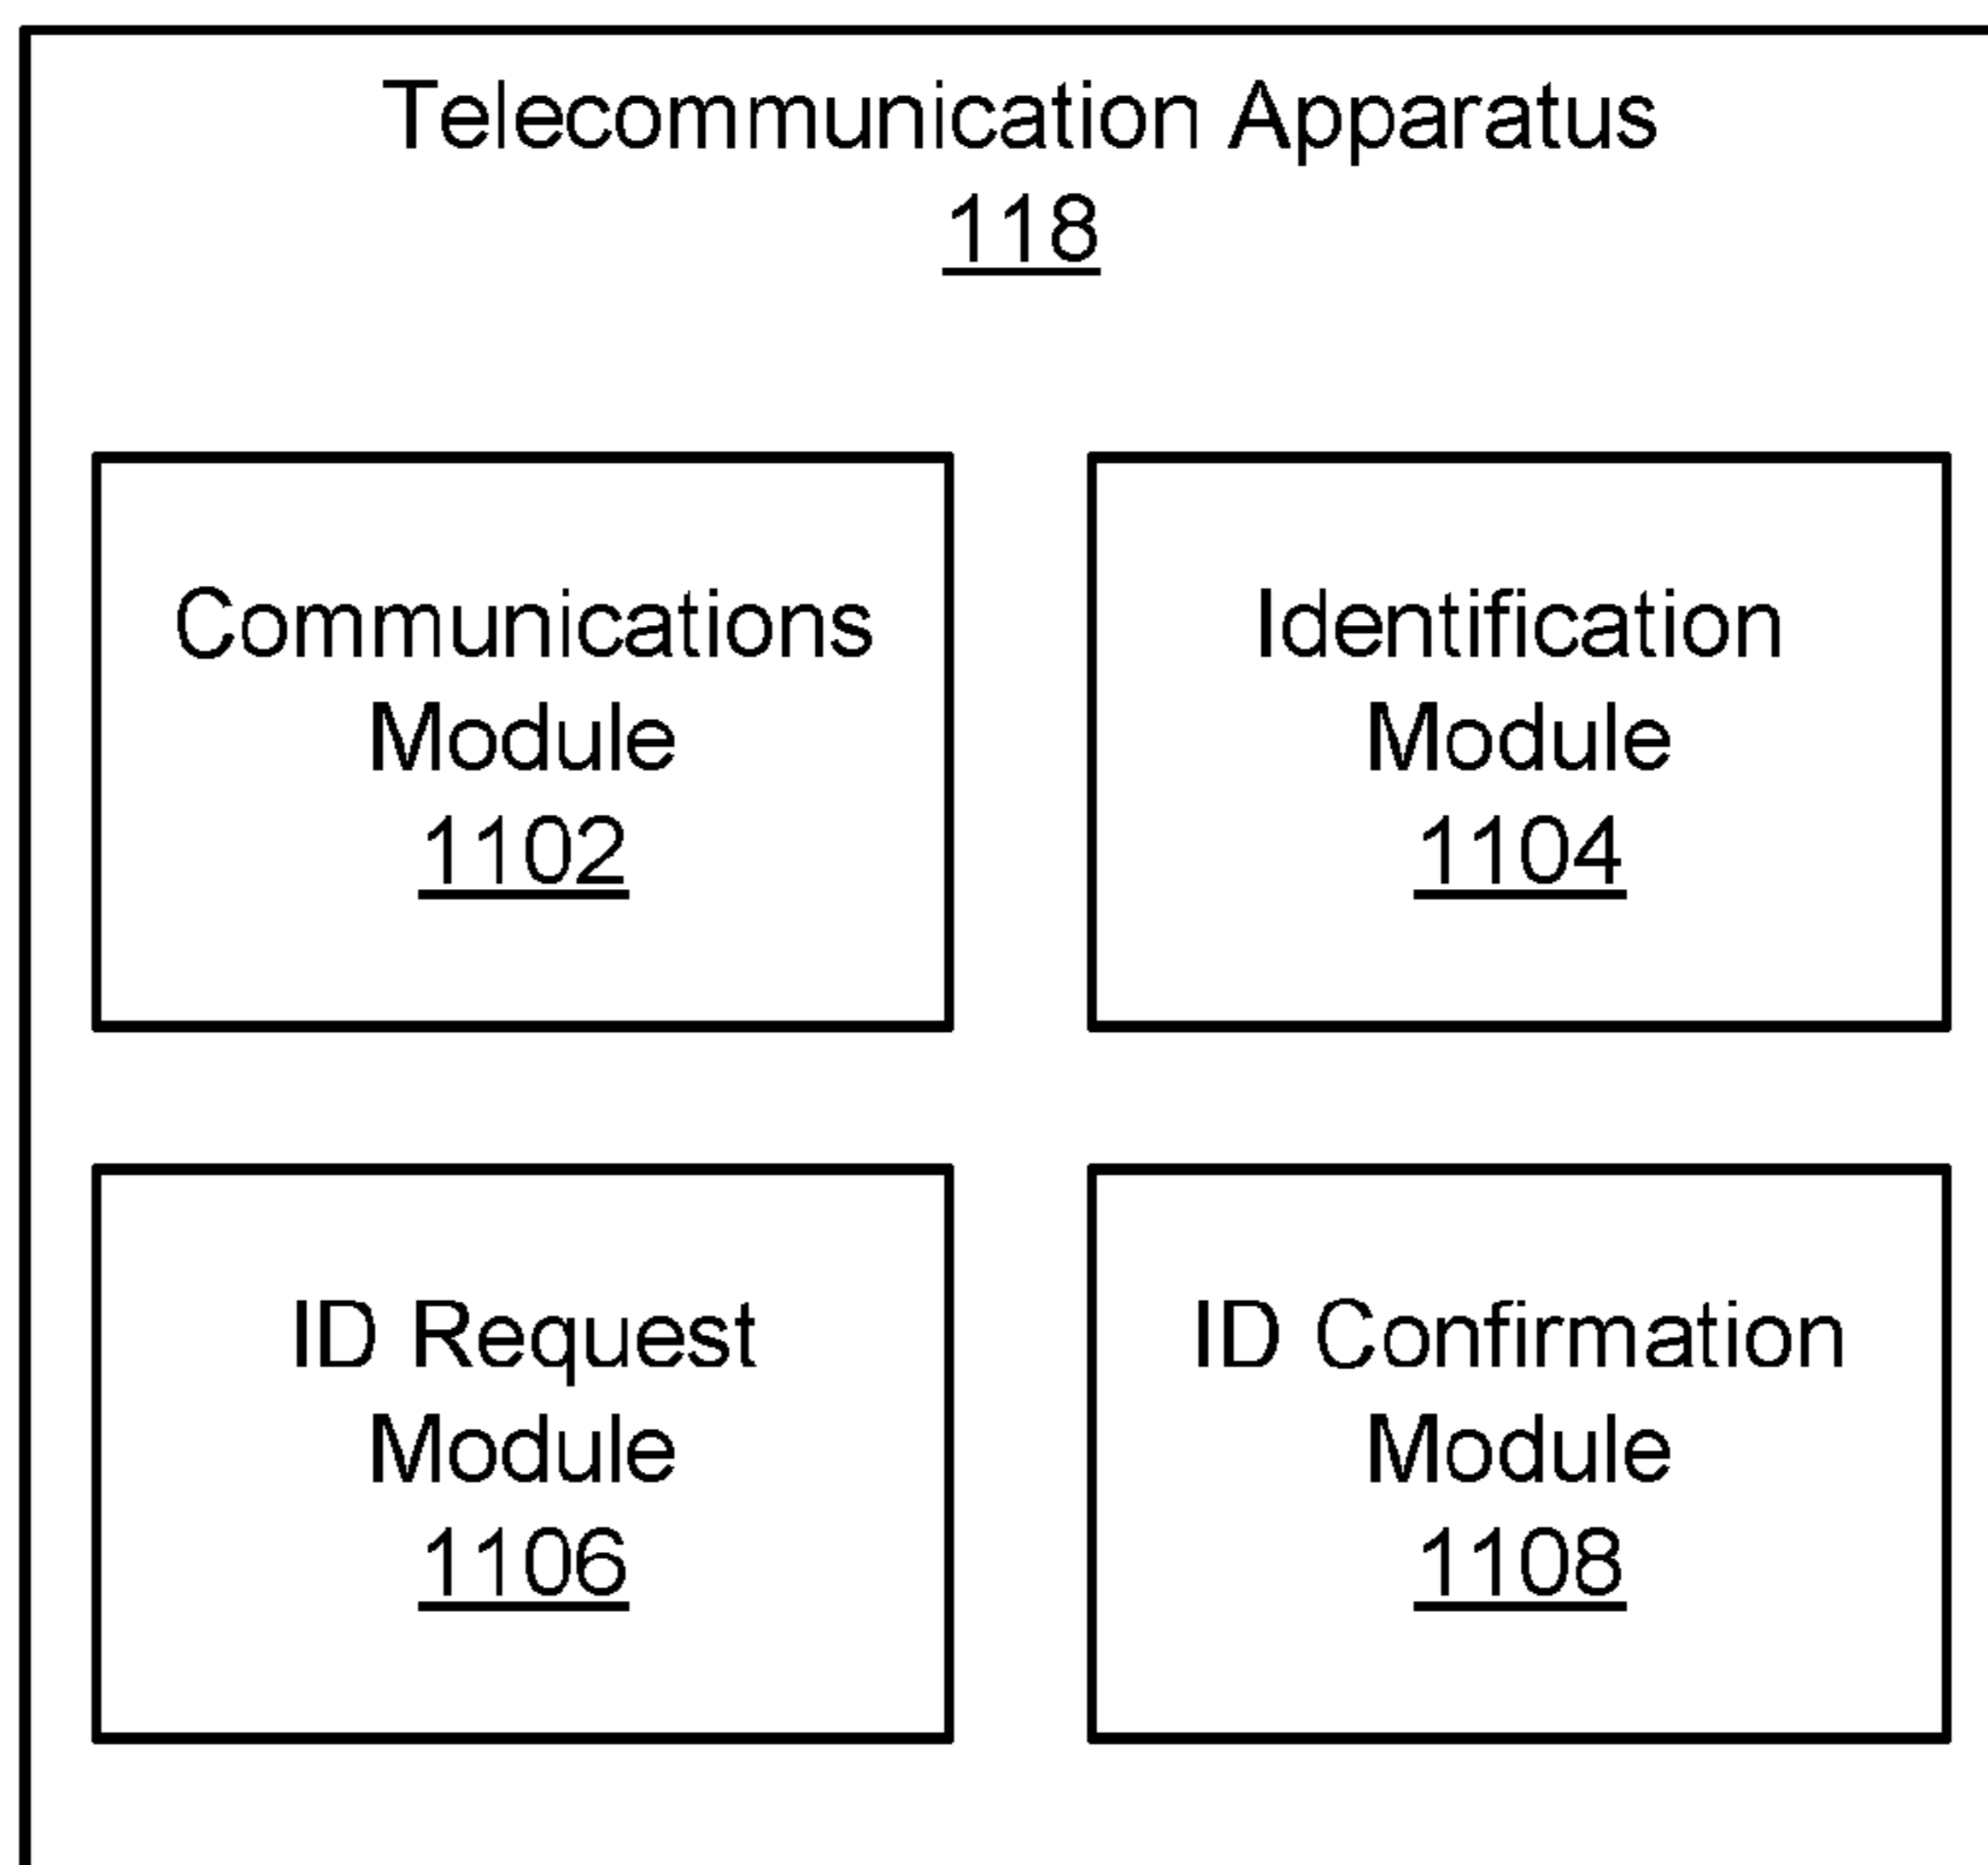 Telecommunication Apparatus
118
Communications
Module
1102
Identification
Module
1104
ID Request
Module
1106
ID Confirmation
Module
1108